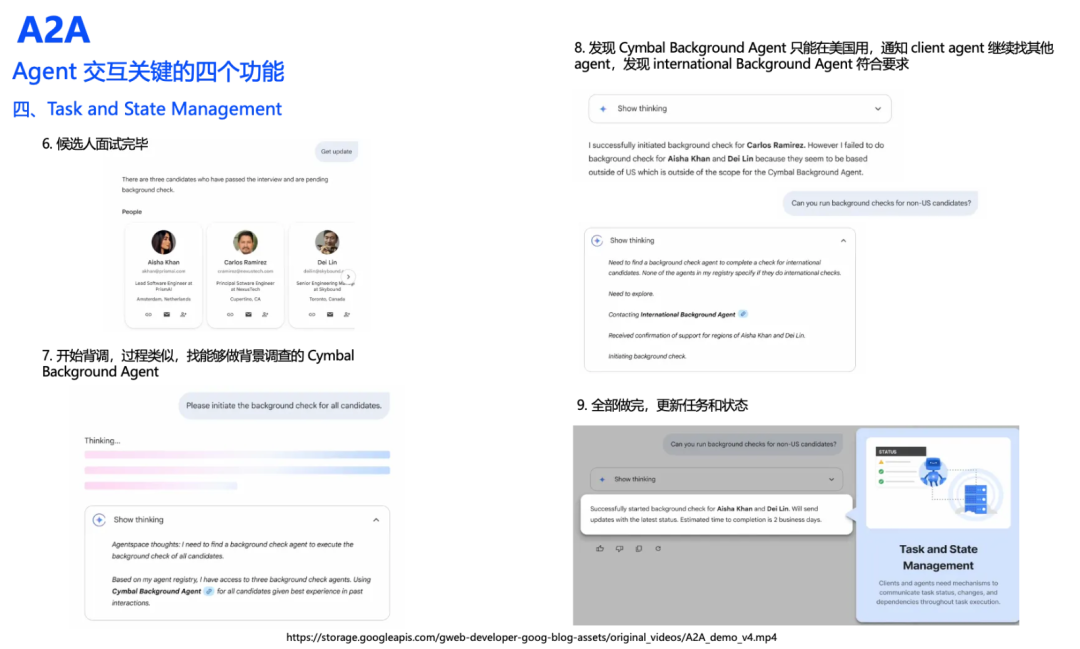 A2A
Agent 交互关键的四个功能
四、Task and State Management
6. 候选人面试完毕
Get update
There are three candidates who have passed the interview and are pending
background check.
People
Aisha Khan
akhan@prismai.com
Lead Software Engineer at
PrismAI
Amsterdam, Netherlands
Carlos Ramirez
cramirez@nexustech.com
Principal Sotware Engineer
at NexusTech
Cupertino, CA
Dei Lin
Senior Engineering
at Skybound
Toronto, Canada
7. 开始背调，过程类似，找能够做背景调查的 Cymbal
Background Agent
Please initiate the background check for all candidates.
Thinking...
Show thinking
Agentspace thoughts: I need to find a background check agent to execute the
background check of all candidates.
Based on my agent registry, I have access to three background check agents. Using
Cymbal Background Agent for all candidates given best experience in past
interactions.
8. 发现 Cymbal Background Agent 只能在美国用，通知 client agent 继续找其他
agent，发现 international Background Agent 符合要求
Show thinking
I successfully initiated background check for Carlos Ramirez. However I failed to do
background check for Aisha Khan and Dei Lin because they seem to be based
outside of US which is outside of the scope for the Cymbal Background Agent.
Can you run background checks for non-US candidates?
Show thinking
Need to find a background check agent to complete a check for international
candidates. None of the agents in my registry specify if they do international checks.
Need to explore.
Contacting International Background Agent
Received confirmation of support for regions of Aisha Khan and Dei Lin.
Initiating background check.
9. 全部做完，更新任务和状态
Can you run background checks for non-US candidates?
Show thinking
Successfully started background check for Aisha Khan and Dei Lin. Will send
updates with the latest status. Estimated time to completion is 2 business days.
STATUS
Task and State
Management
Clients and agents need mechanisms to
communicate task status, changes, and
dependencies throughout task execution.
https://storage.googleapis.com/gweb-developer-goog-blog-assets/original_videos/A2A_demo_v4.mp4